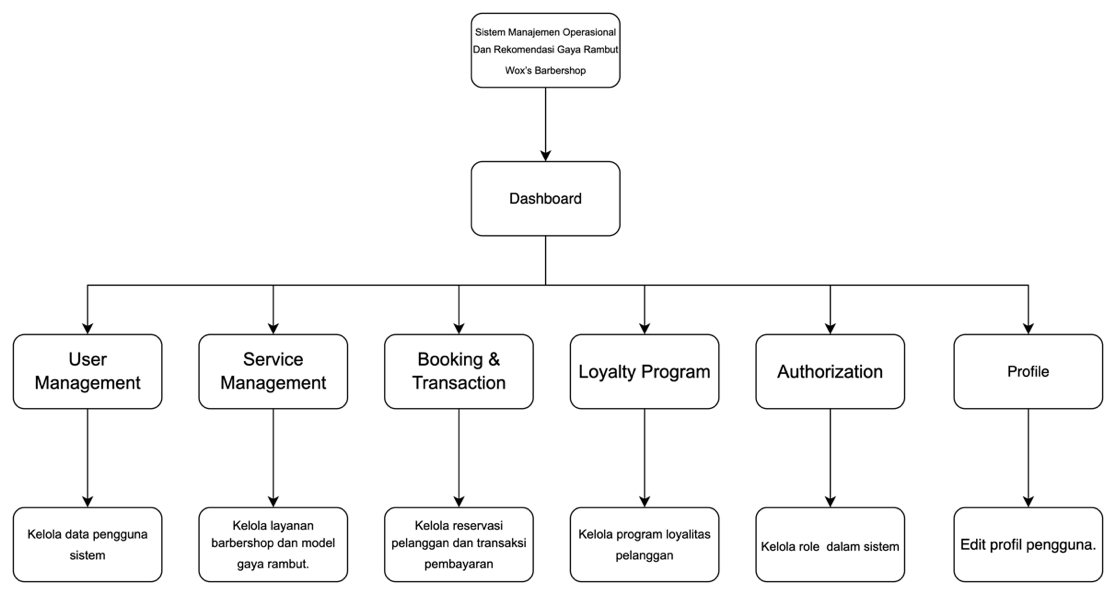 Sistem Manajemen Operasional
Dan Rekomendasi Gaya Rambut
Wox's Barbershop
Dashboard
User
Management
Service
Management
Booking &
Transaction
Loyalty Program
Authorization
Profile
Kelola data pengguna
sistem
Kelola layanan
barbershop dan model
gaya rambut.
Kelola reservasi
pelanggan dan transaksi
pembayaran
Kelola program loyalitas
pelanggan
Kelola role dalam sistem
Edit profil pengguna.